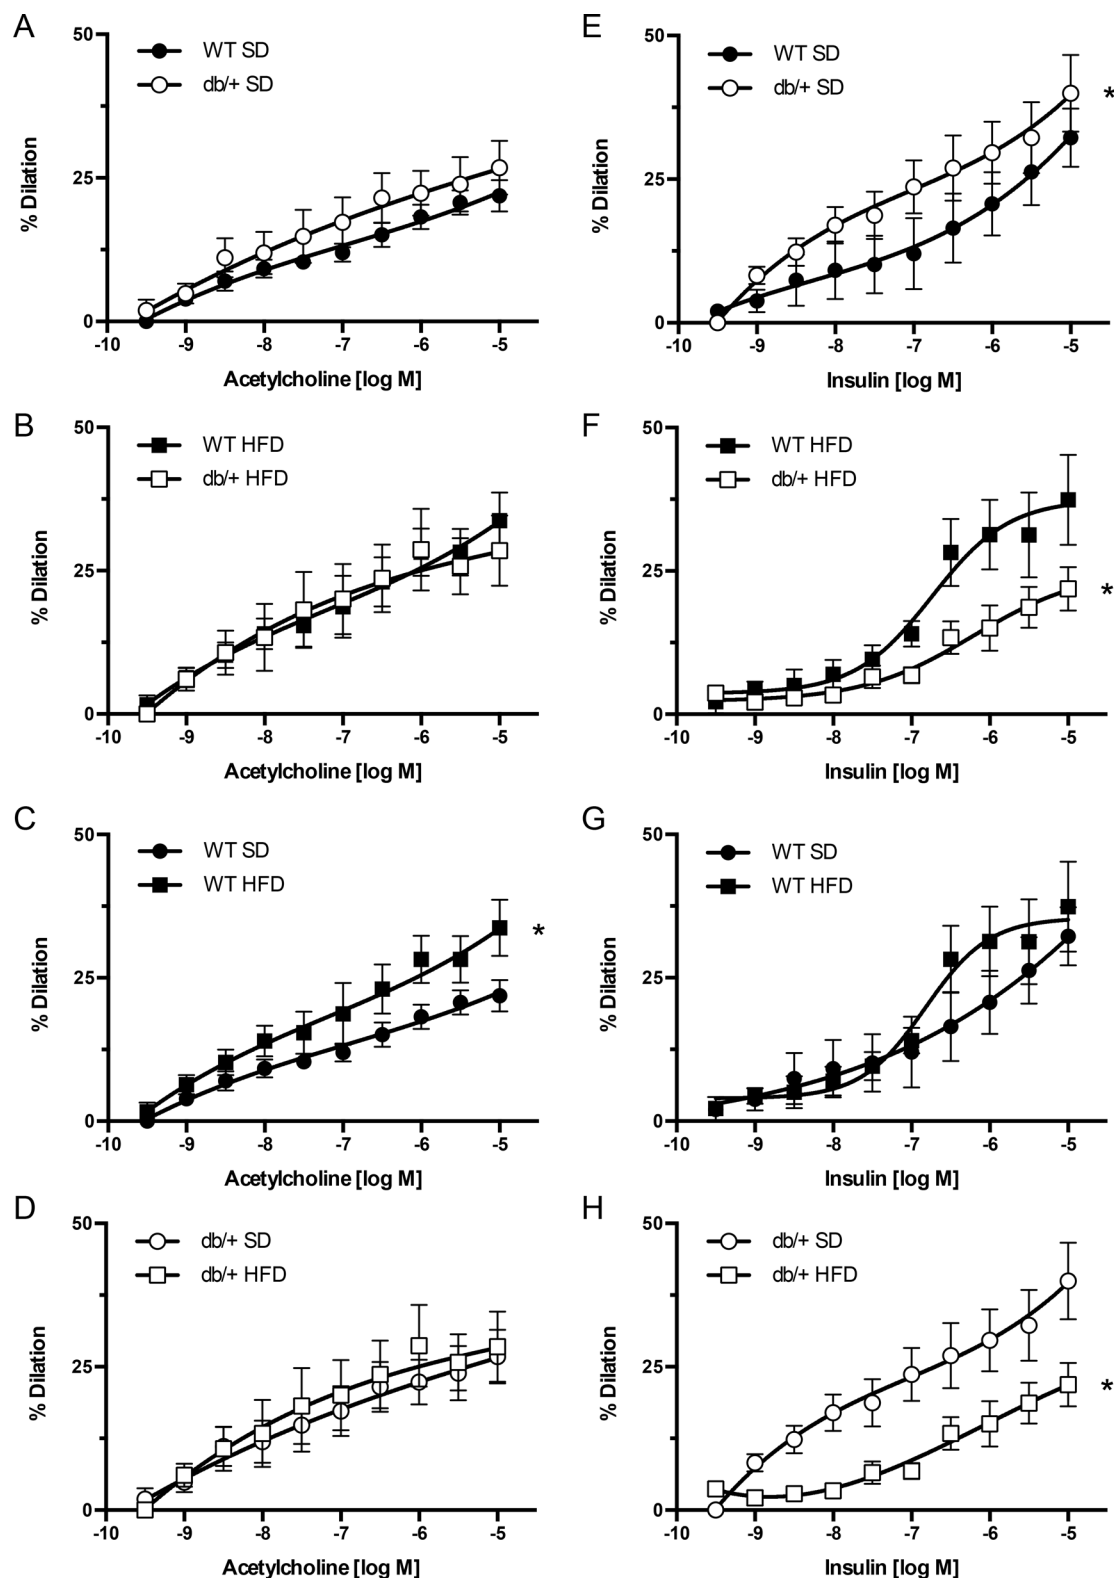 A
50
25
0
% Dilation
WT SD
db/+ SD
-10 -9 -8 -7 -6 -5
Acetylcholine [log M]
E
50
25
0
% Dilation
WT SD
db/+ SD
*
-10 -9 -8 -7 -6 -5
Insulin [log M]
B
50
25
0
% Dilation
WT HFD
db/+ HFD
-10 -9 -8 -7 -6 -5
Acetylcholine [log M]
F
50
25
0
% Dilation
WT HFD
db/+ HFD
*
-10 -9 -8 -7 -6 -5
Insulin [log M]
C
50
25
0
% Dilation
WT SD
WT HFD
*
-10 -9 -8 -7 -6 -5
Acetylcholine [log M]
G
50
25
0
% Dilation
WT SD
WT HFD
-10 -9 -8 -7 -6 -5
Insulin [log M]
D
50
25
0
% Dilation
db/+ SD
db/+ HFD
-10 -9 -8 -7 -6 -5
Acetylcholine [log M]
H
50
25
0
% Dilation
db/+ SD
db/+ HFD
*
-10 -9 -8 -7 -6 -5
Insulin [log M]